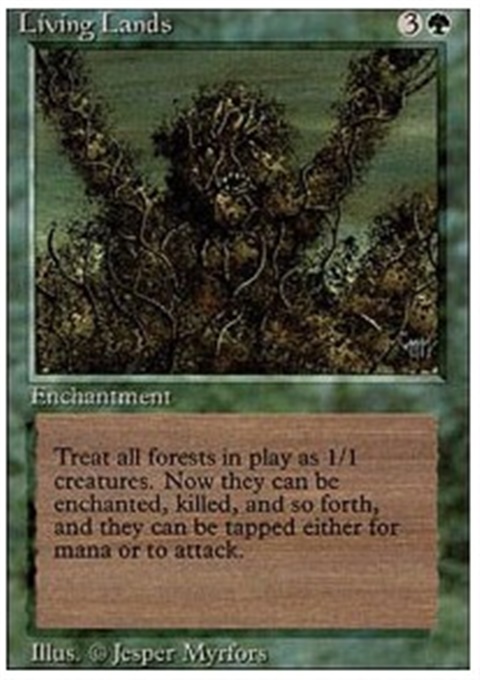 Living Lands 3
Enchantment
Treat all forests in play as 1/1
creatures. Now they can be
enchanted, killed, and so forth,
and they can be tapped either for
mana or to attack.
Illus. © Jesper Myrfors